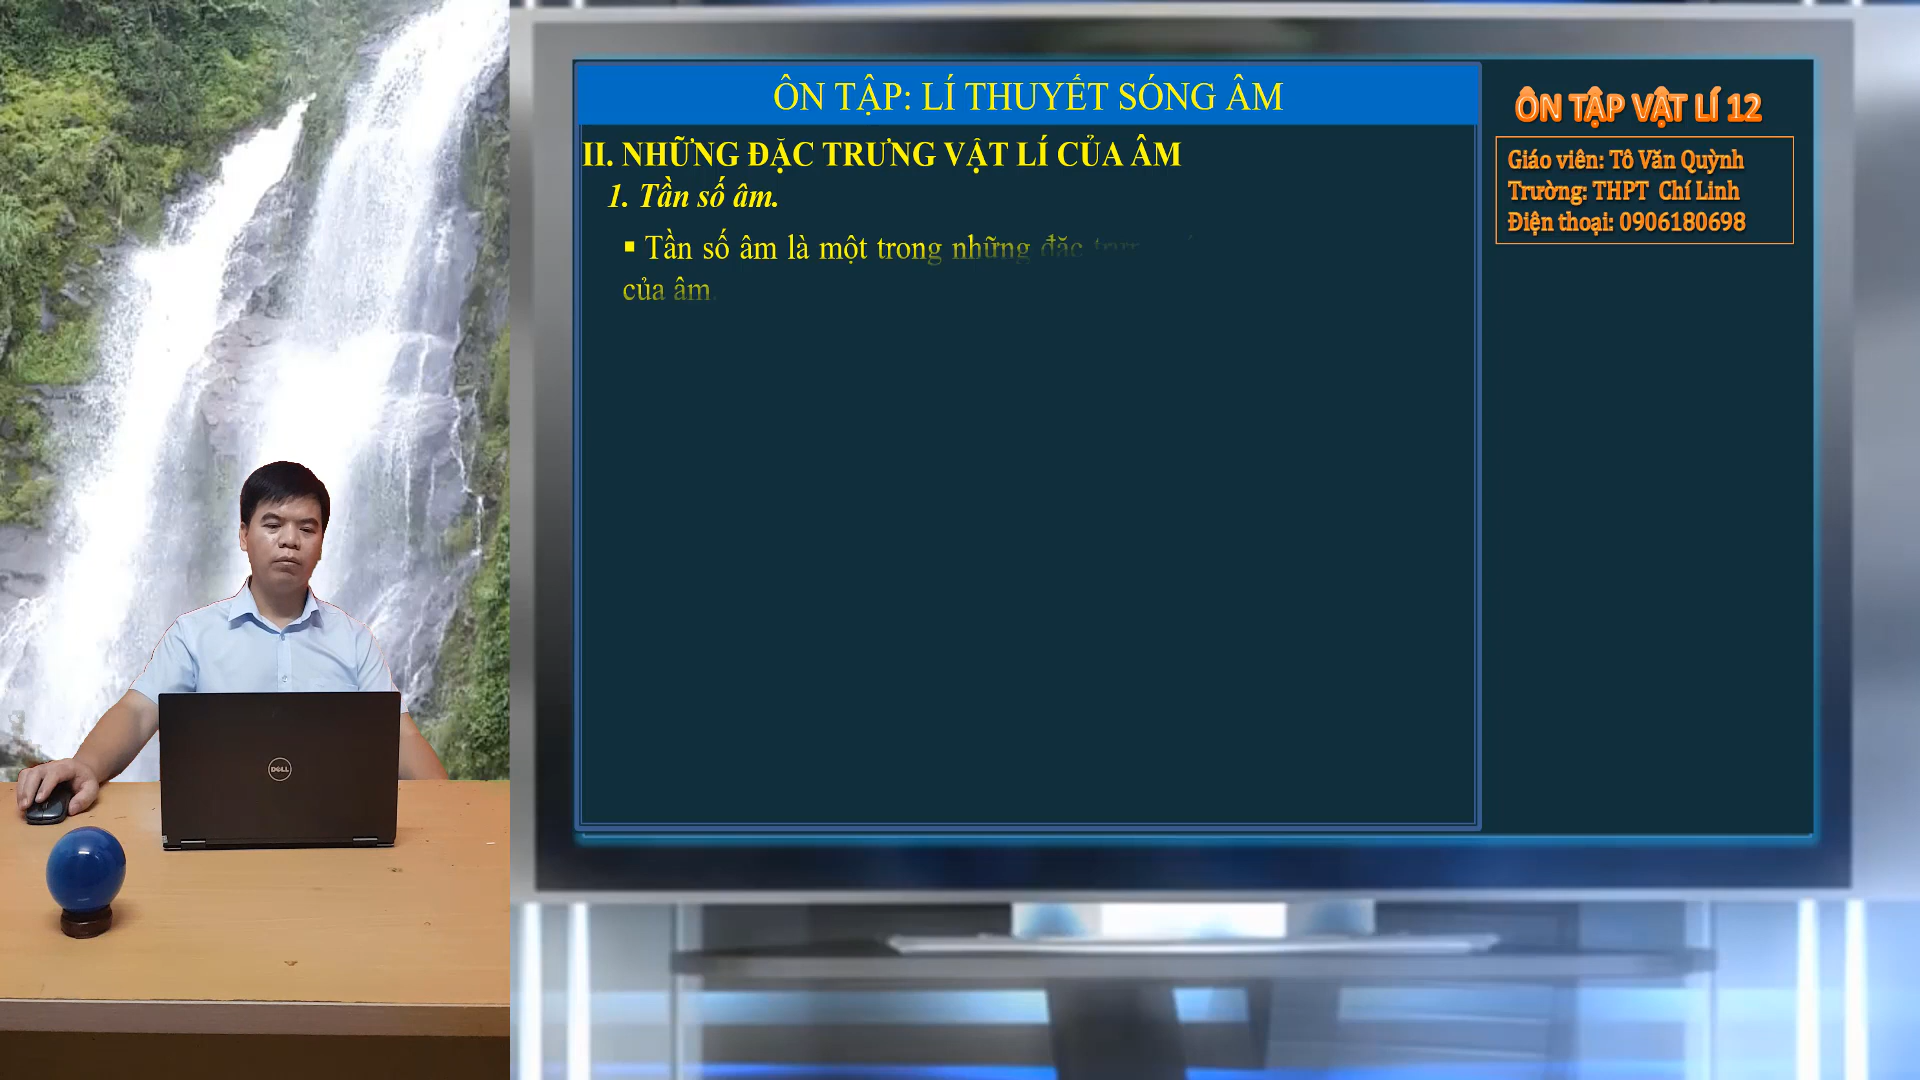 ÔN TẬP: LÍ THUYẾT SÓNG ÂM
II. NHỮNG ĐẶC TRƯNG VẬT LÍ CỦA ÂM
1. Tần số âm.
▪ Tần số âm là một trong những đặc
của âm.
ÔN TẬP VẬT LÍ 12
Giáo viên: Tô Văn Quỳnh
Trường: THPT Chí Linh
Điện thoại: 0906180698
DELL